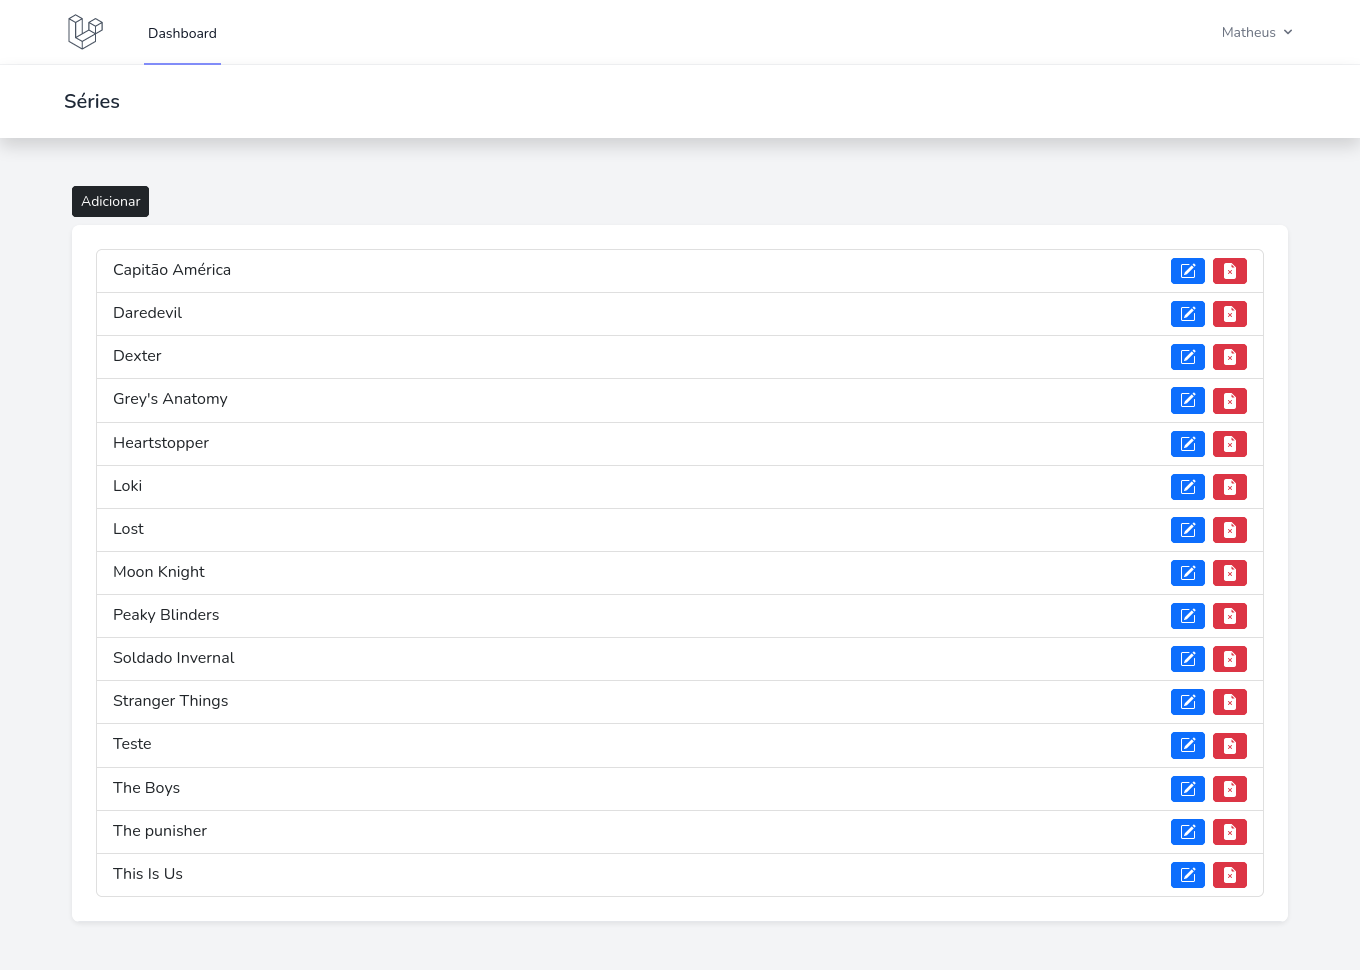 Dashboard
Matheus
Séries
Adicionar
Capitão América
Daredevil
Dexter
Grey's Anatomy
Heartstopper
Loki
Lost
Moon Knight
Peaky Blinders
Soldado Invernal
Stranger Things
Teste
The Boys
The punisher
This Is Us